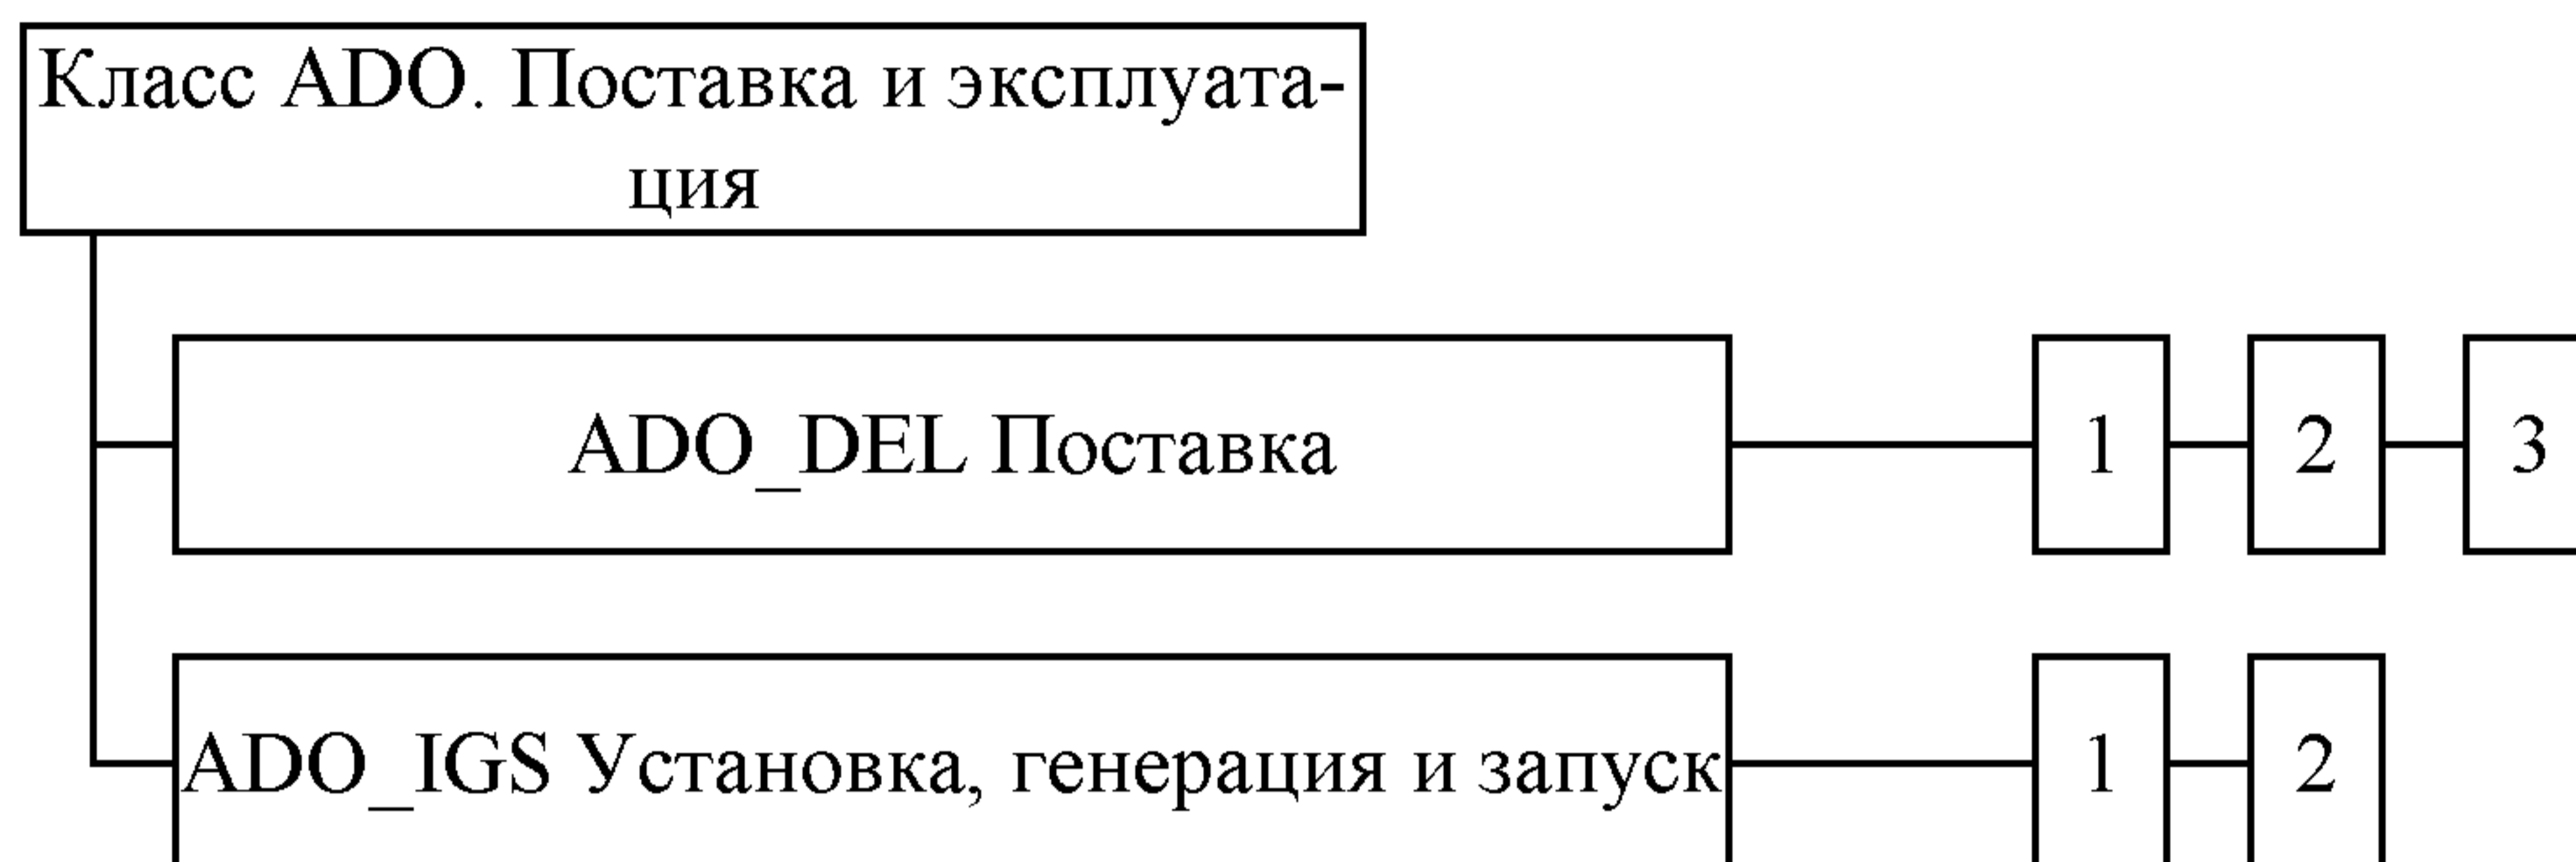 Класс ADO. Поставка и эксплуата-
ция
ADO_DEL Поставка 1 2 3
ADO_IGS Установка, генерация и запуск 1 2